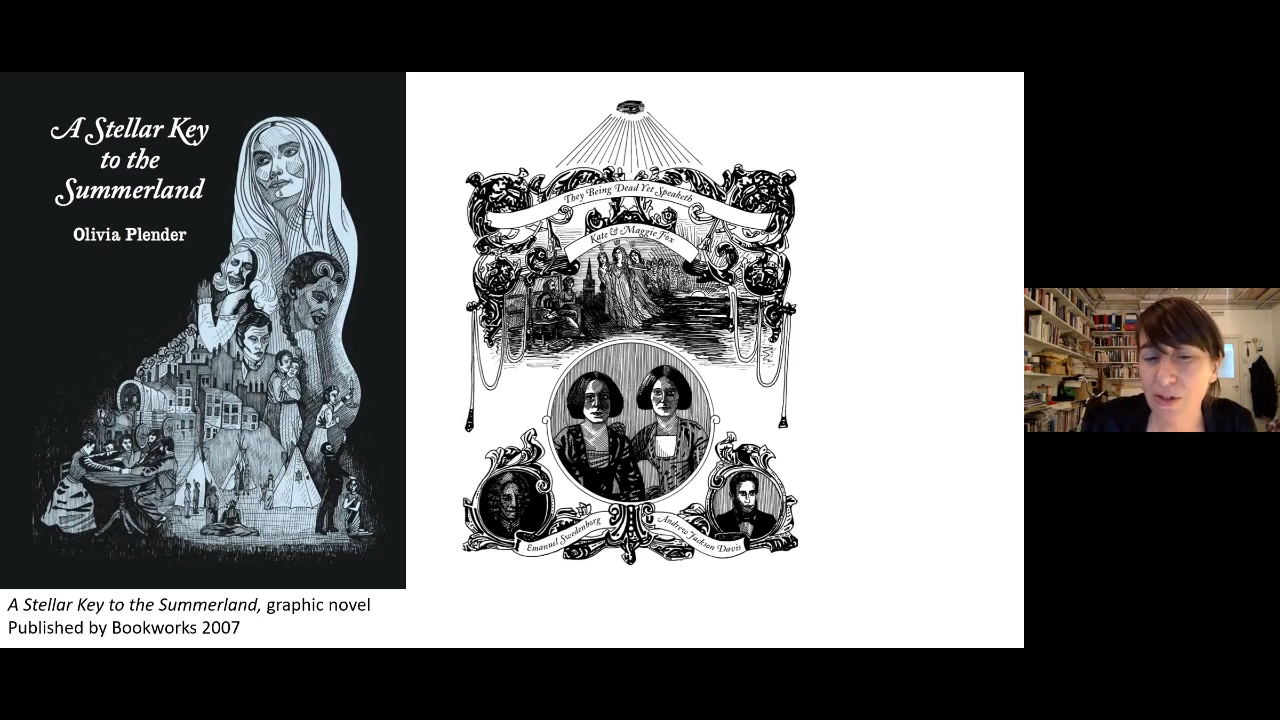 A Stellar Key
to the
Summerland
Olivia Plender
They Being Dead Yet Speaketh
Kate & Maggie Fox
Emanuel Swedenborg
Andrew Jackson Davis
A Stellar Key to the Summerland, graphic novel
Published by Bookworks 2007